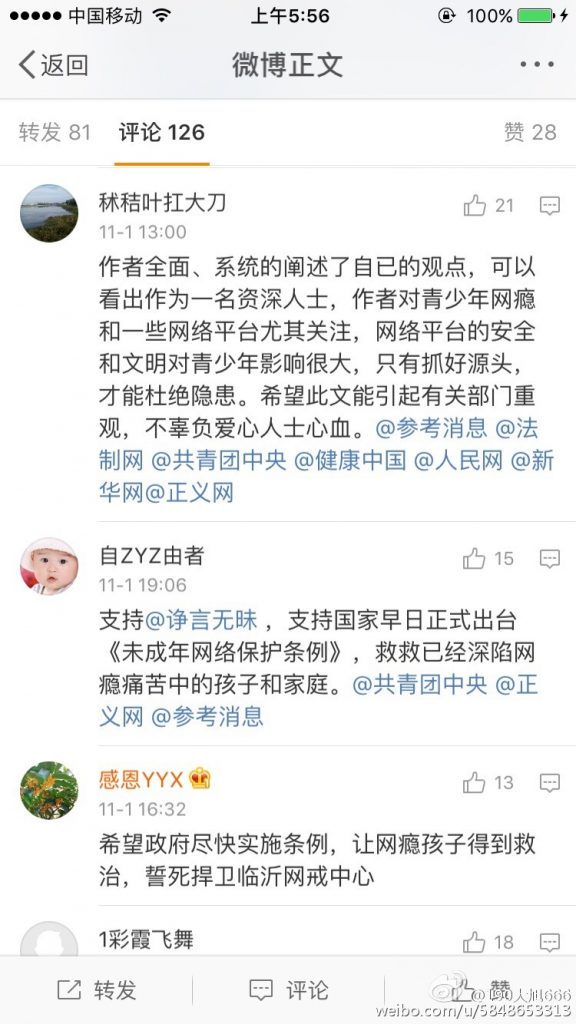 中国移动 上午5:56 100%
返回 微博正文
转发 81 评论 126 赞 28
秫秸叶扛大刀 21
11-1 13:00
作者全面、系统的阐述了自已的观点，可以
看出作为一名资深人士，作者对青少年网瘾
和一些网络平台尤其关注，网络平台的安全
和文明对青少年影响很大，只有抓好源头，
才能杜绝隐患。希望此文能引起有关部门重
观，不辜负爱心人士心血。@参考消息 @法
制网 @共青团中央 @健康中国 @人民网 @新
华网@正义网
自ZYZ由者 15
11-1 19:06
支持@诤言无昧 ，支持国家早日正式出台
《未成年网络保护条例》，救救已经深陷网
瘾痛苦中的孩子和家庭。@共青团中央 @正
义网 @参考消息
感恩YYX 13
11-1 16:32
希望政府尽快实施条例，让网瘾孩子得到救
治，誓死捍卫临沂网戒中心
1彩霞飞舞 18
转发 评论 赞
weibo.com/u/5848653313